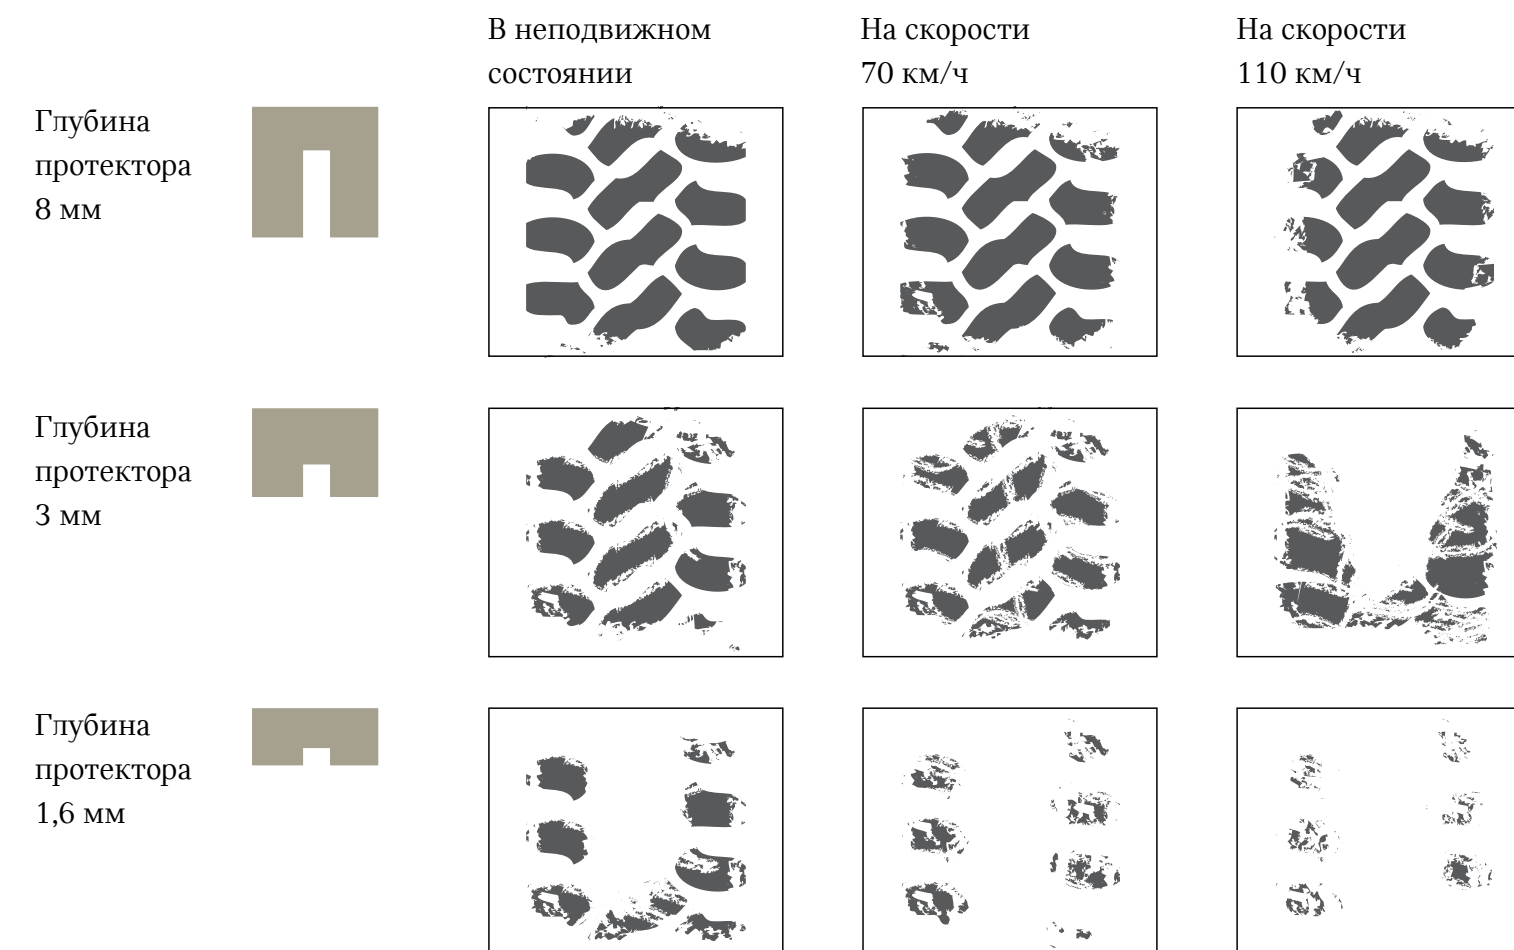 В неподвижном
состоянии
На скорости
70 км/ч
На скорости
110 км/ч
Глубина
протектора
8 мм
Глубина
протектора
3 мм
Глубина
протектора
1,6 мм